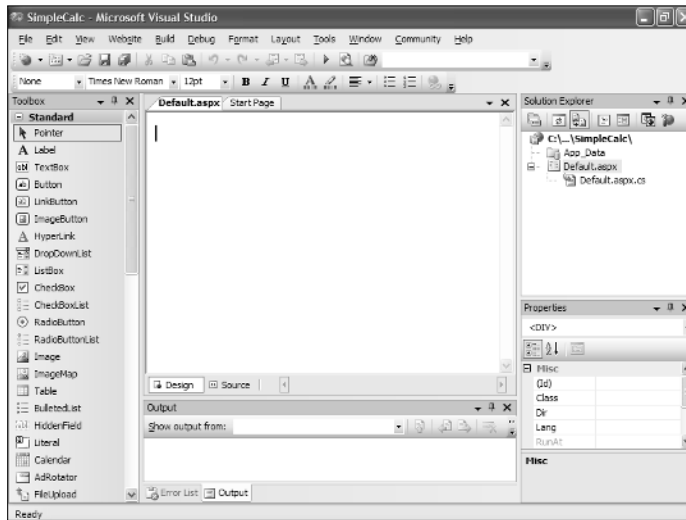 SimpleCalc - Microsoft Visual Studio
File Edit View Website Build Debug Format Layout Tools Window Community Help
None Times New Roman 12pt B I U A
Toolbox
Standard
Pointer
A Label
abl TextBox
ab Button
LinkButton
ImageButton
A HyperLink
DropDownList
ListBox
CheckBox
CheckBoxList
RadioButton
RadioButtonList
Image
ImageMap
Table
BulletedList
HiddenField
Literal
Calendar
AdRotator
FileUpload
Default.aspx Start Page
Design Source
Output
Show output from:
Error List Output
Solution Explorer
C:\...\SimpleCalc\
App_Data
Default.aspx
Default.aspx.cs
Properties
<DIV>
Misc
(Id)
Class
Dir
Lang
RunAt
Misc
Ready